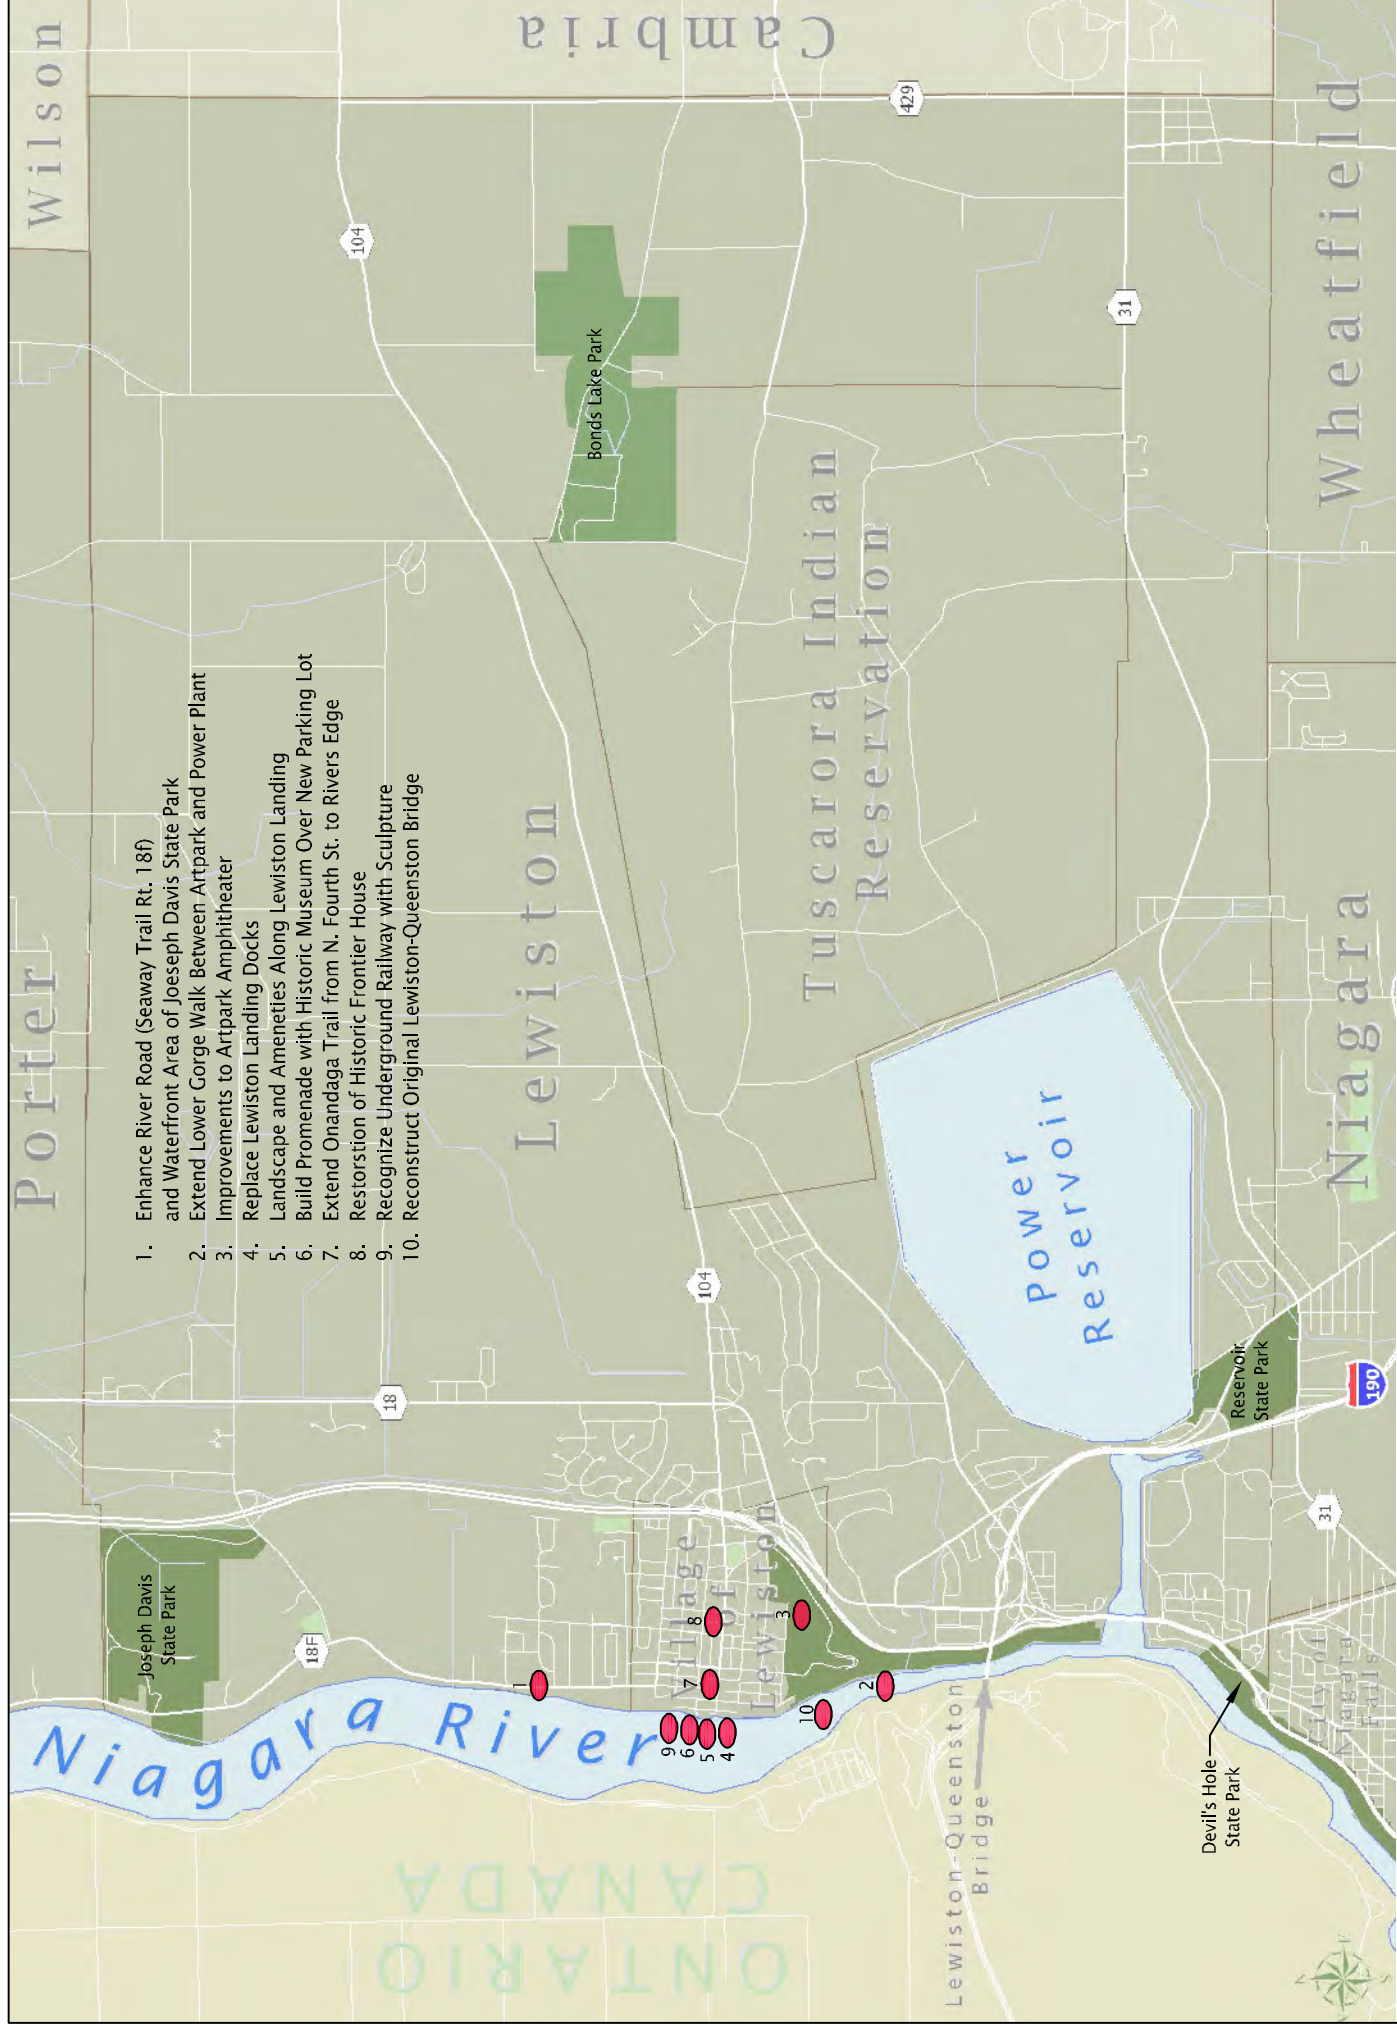 Wilson
Cambria
Porter
104
429
Bonds Lake Park
31
Wheatfield
1. Enhance River Road (Seaway Trail Rt. 18f)
and Waterfront Area of Joeseph Davis State Park
2. Extend Lower Gorge Walk Between Artpark and Power Plant
3. Improvements to Artpark Amphitheater
4. Replace Lewiston Landing Docks
5. Landscape and Ameneties Along Lewiston Landing
6. Build Promenade with Historic Museum Over New Parking Lot
7. Extend Onandaga Trail from N. Fourth St. to Rivers Edge
8. Restorstion of Historic Frontier House
9. Recognize Underground Railway with Sculpture
10. Reconstruct Original Lewiston-Queenston Bridge
Lewiston
Tuscarora Indian
Reservation
Niagara
Power
Reservoir
104
18
Reservoir
State Park
190
31
Joseph Davis
State Park
18F
Village
of
Lewiston
1
8
7
3
2
10
9
6
5
4
Niagara River
City of
Niagara
Falls
Lewiston-Queenston
Bridge
Devil's Hole
State Park
ONTARIO
CANADA
N
E
S